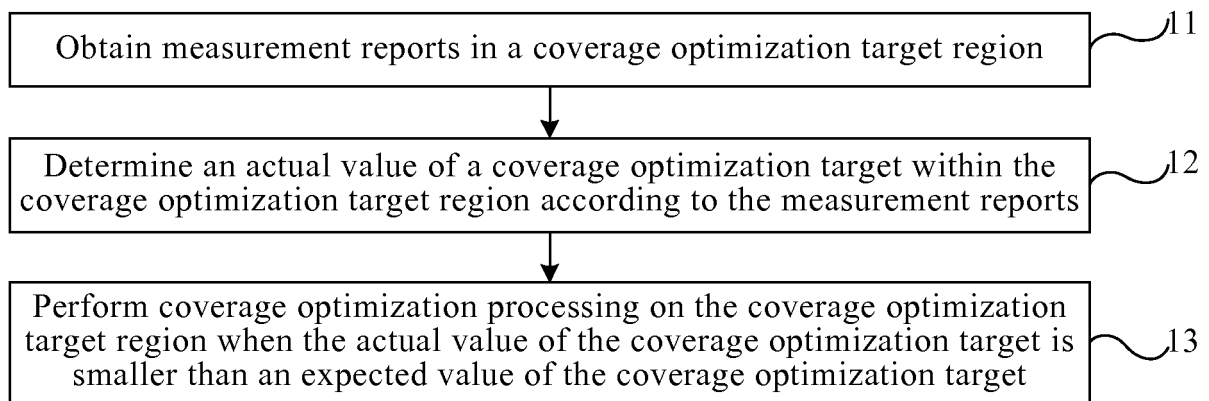 Obtain measurement reports in a coverage optimization target region
11
Determine an actual value of a coverage optimization target within the
coverage optimization target region according to the measurement reports
12
Perform coverage optimization processing on the coverage optimization
target region when the actual value of the coverage optimization target is
smaller than an expected value of the coverage optimization target
13